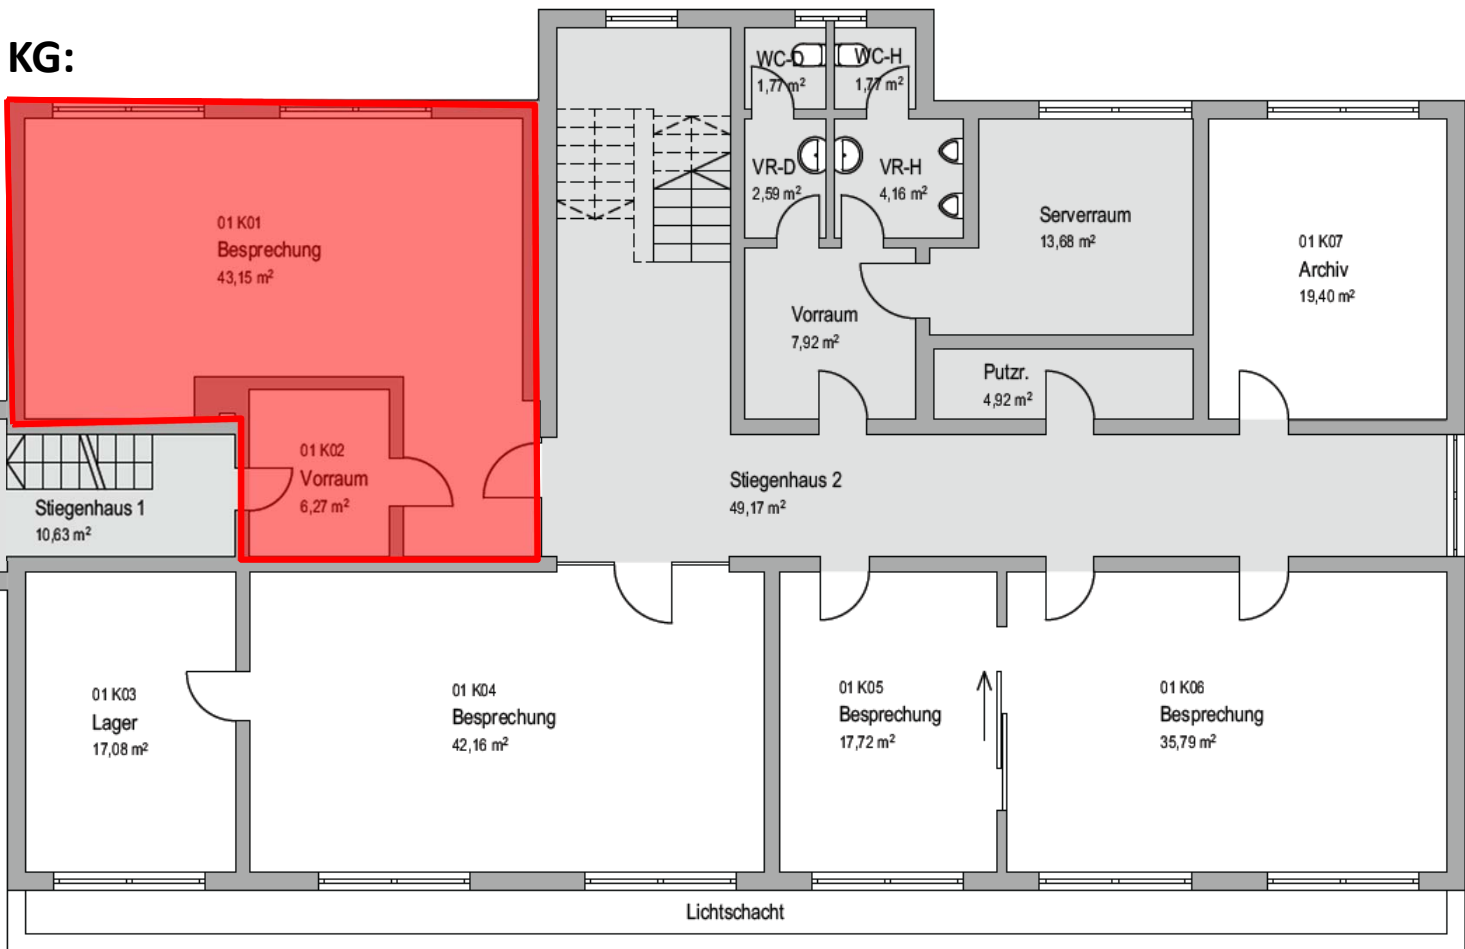 KG:
WC-D
1,77 m²
WC-H
1,77 m²
VR-D
2,59 m²
VR-H
4,16 m²
01 K01
Besprechung
43,15 m²
Serverraum
13,68 m²
01 K07
Archiv
19,40 m²
Vorraum
7,92 m²
Putzr.
4,92 m²
01 K02
Vorraum
6,27 m²
Stiegenhaus 1
10,63 m²
Stiegenhaus 2
49,17 m²
01 K03
Lager
17,08 m²
01 K04
Besprechung
42,16 m²
01 K05
Besprechung
17,72 m²
01 K06
Besprechung
35,79 m²
Lichtschacht